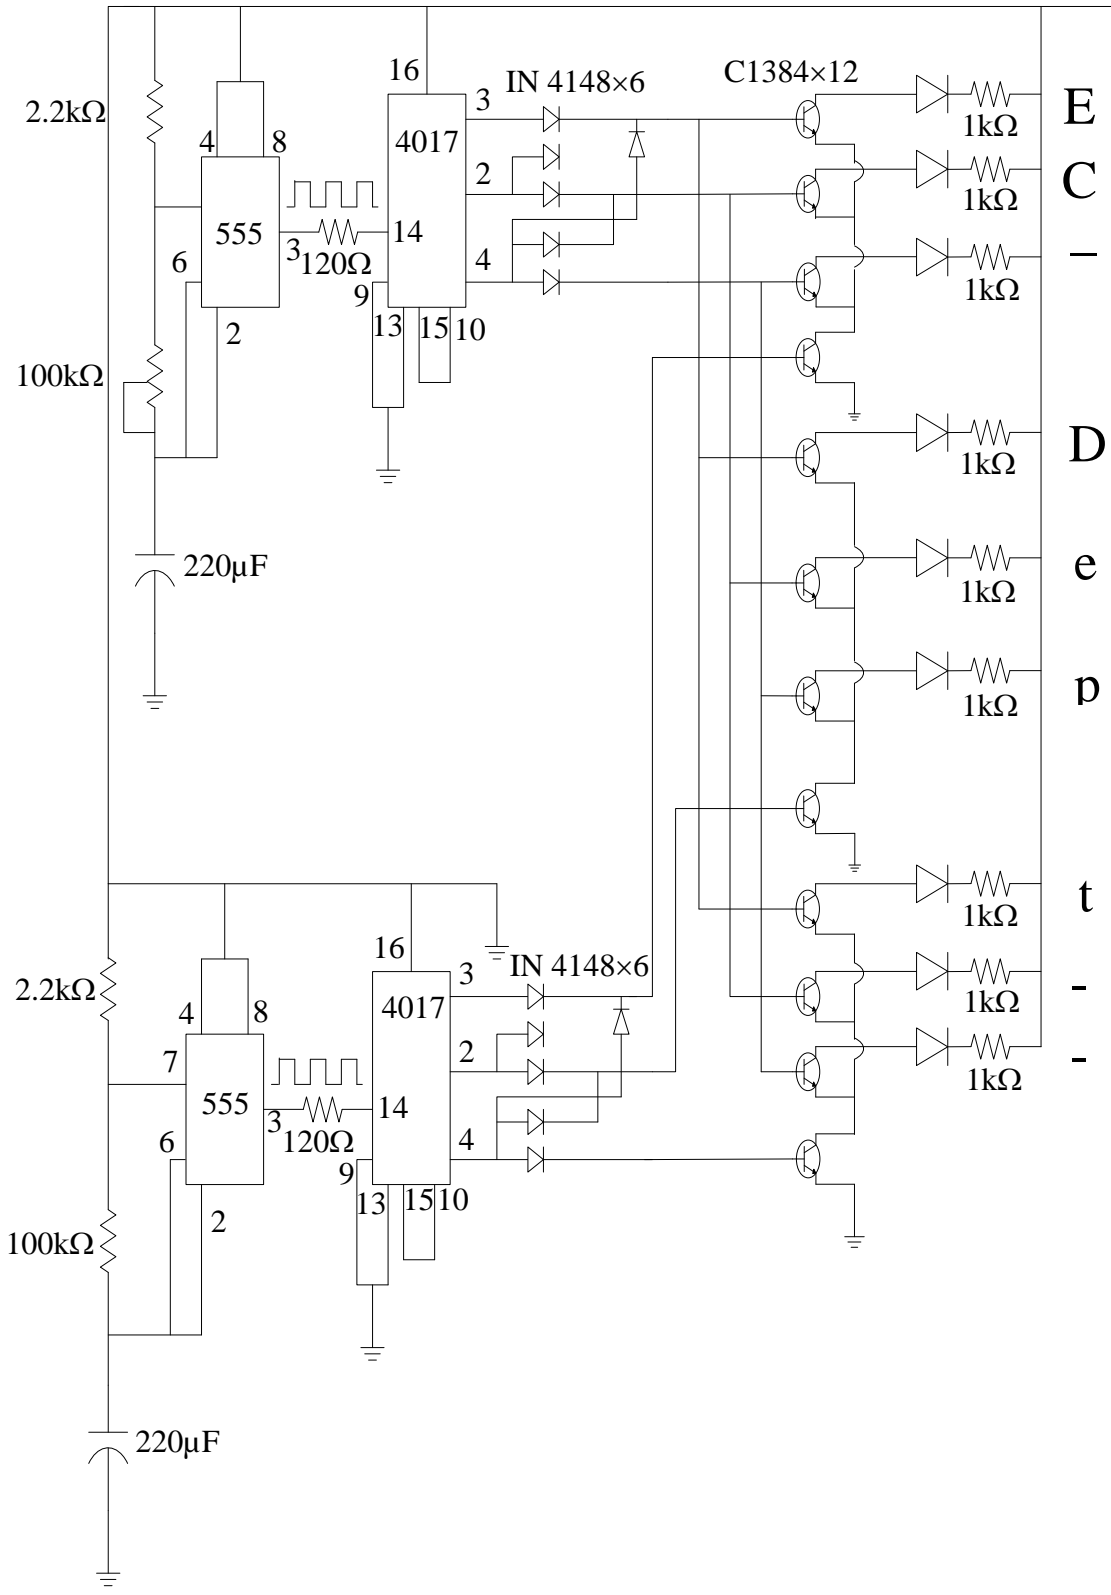 IN 4148×6 C1384×12
16
2.2kΩ 3 E
4 8 4017 1kΩ
2 C
1kΩ
555 3 14
120Ω
6 4 –
9 1kΩ
2 13 15 10
100kΩ
D
1kΩ
220µF e
1kΩ
p
1kΩ
t
1kΩ
16 IN 4148×6
2.2kΩ 3
4 8 4017 -
1kΩ
7 2
-
1kΩ
555 3 14
120Ω
6 4
9
2 13 15 10
100kΩ
220µF